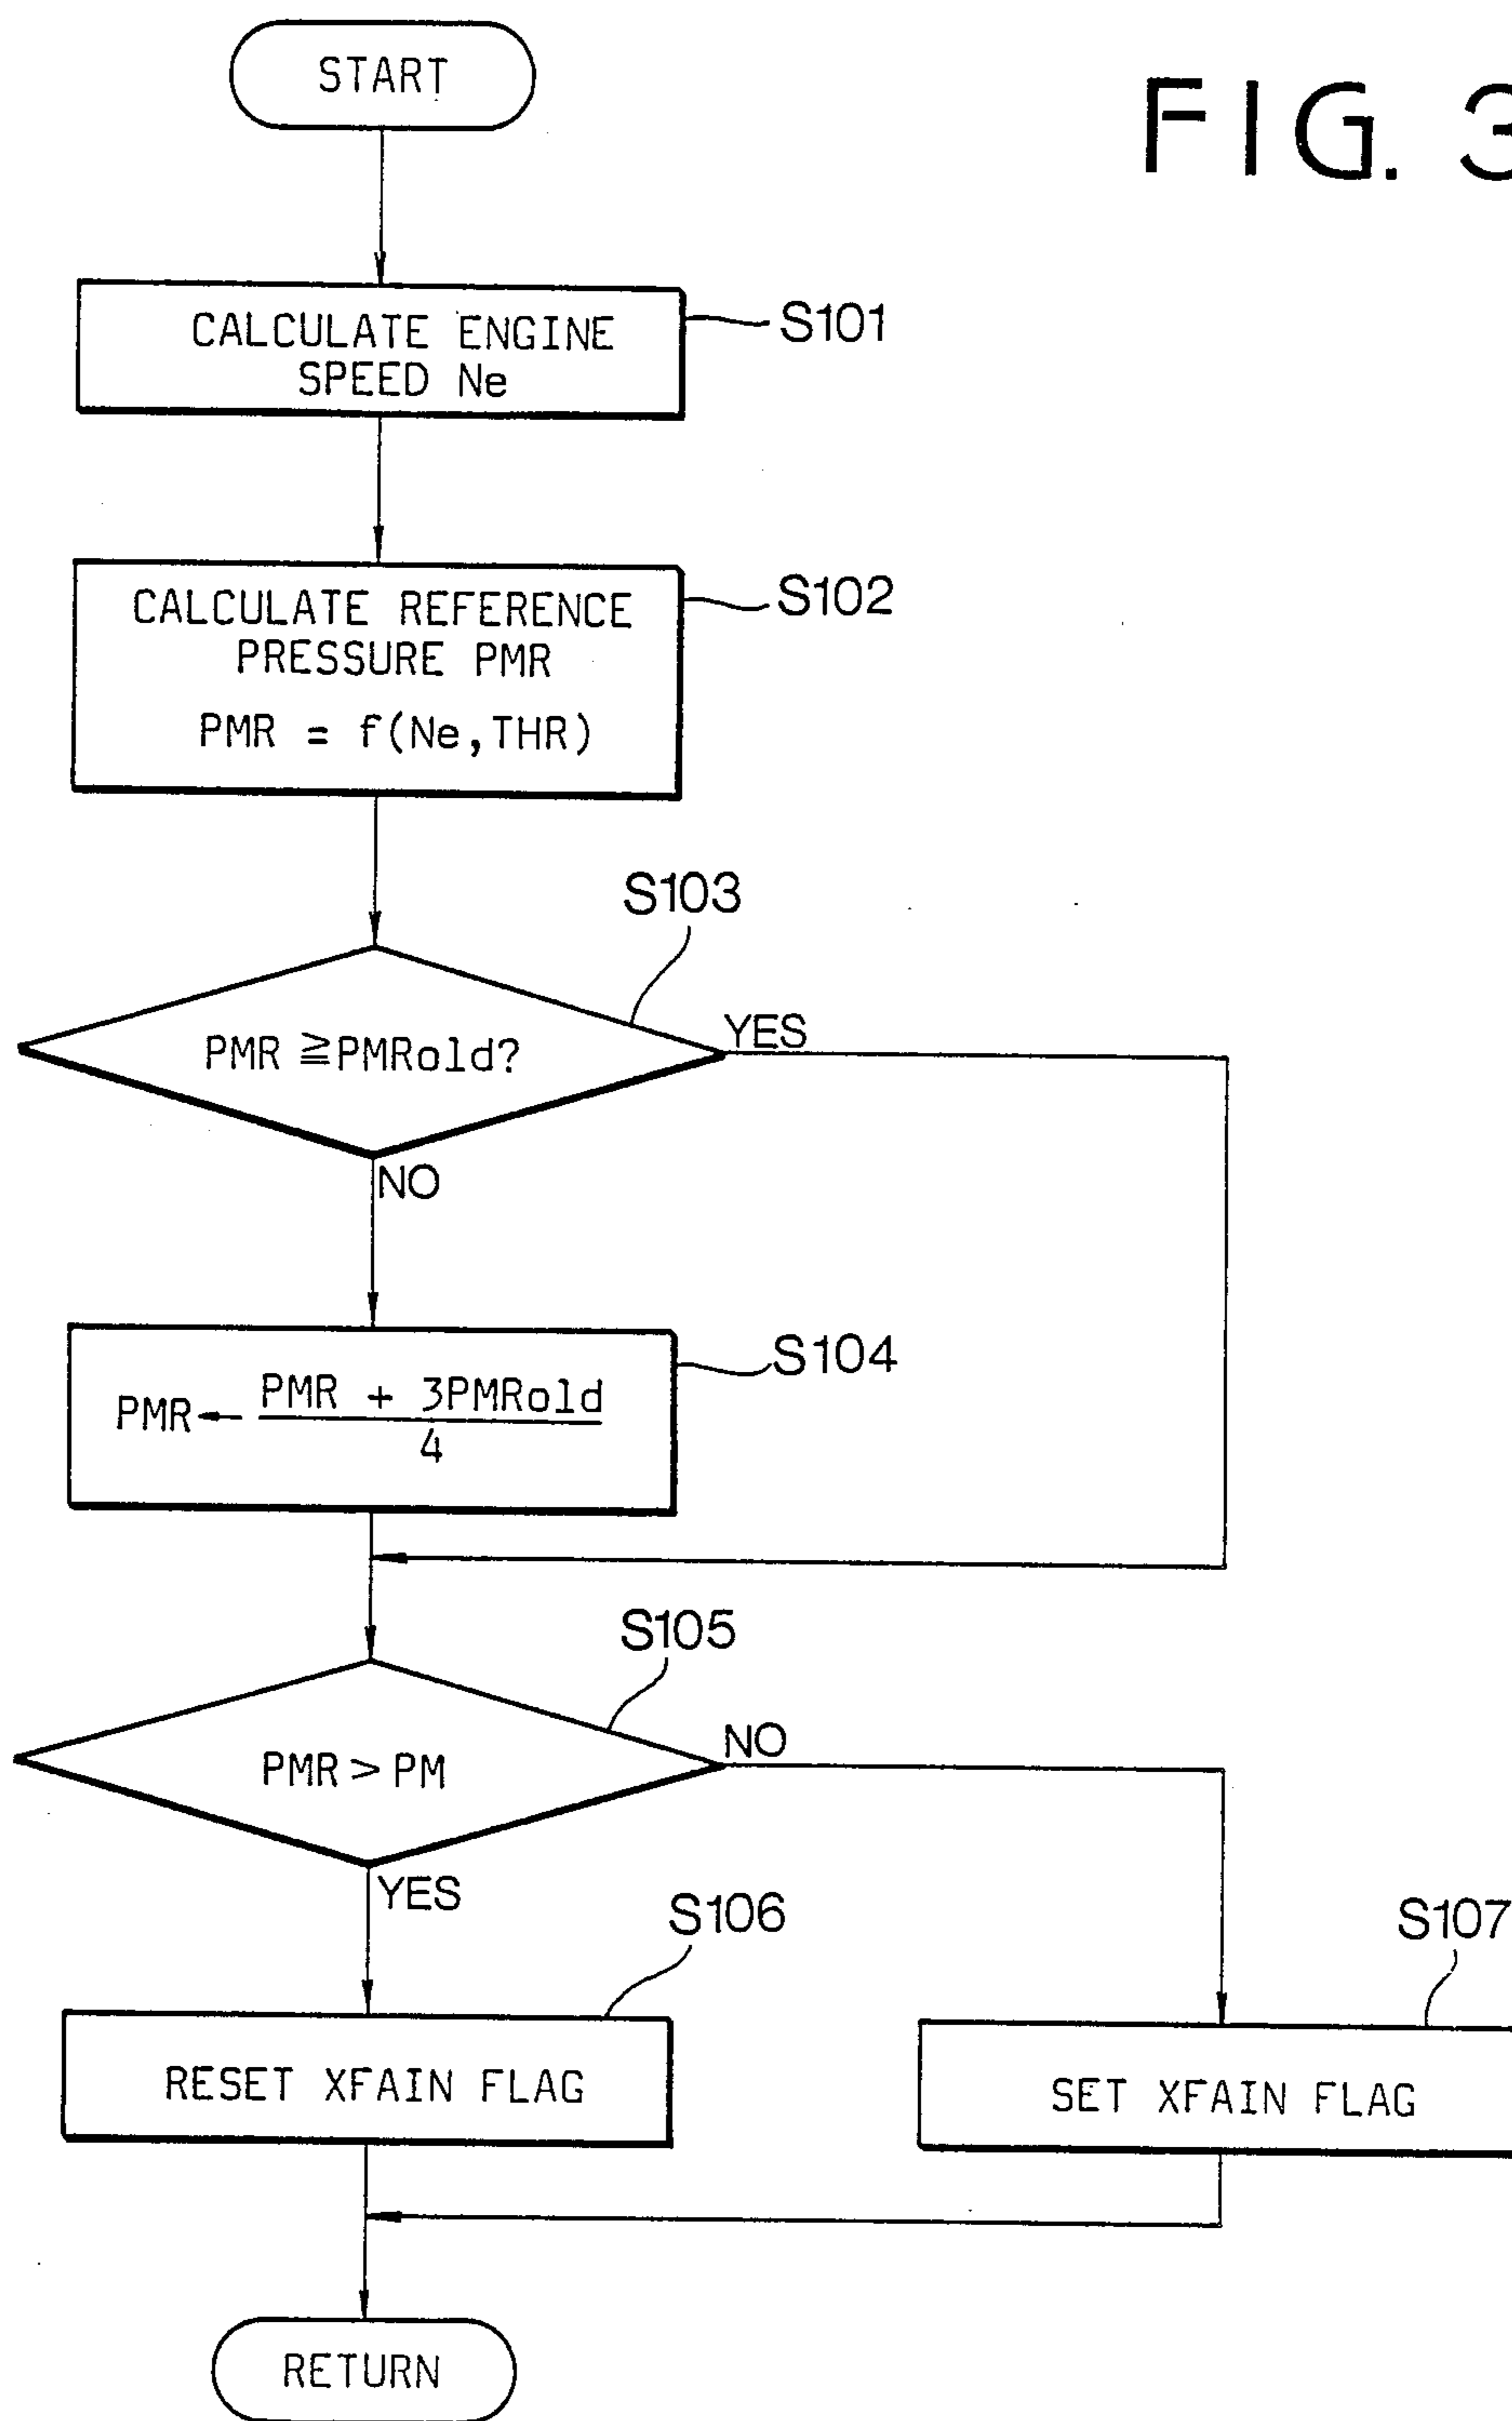 START
FIG. 3
CALCULATE ENGINE
SPEED Ne
S101
CALCULATE REFERENCE
PRESSURE PMR
PMR = f(Ne,THR)
S102
S103
PMR ≧PMRold?
YES
NO
S104
PMR← PMR + 3PMRold
4
S105
PMR > PM
NO
YES
S106
S107
RESET XFAIN FLAG
SET XFAIN FLAG
RETURN